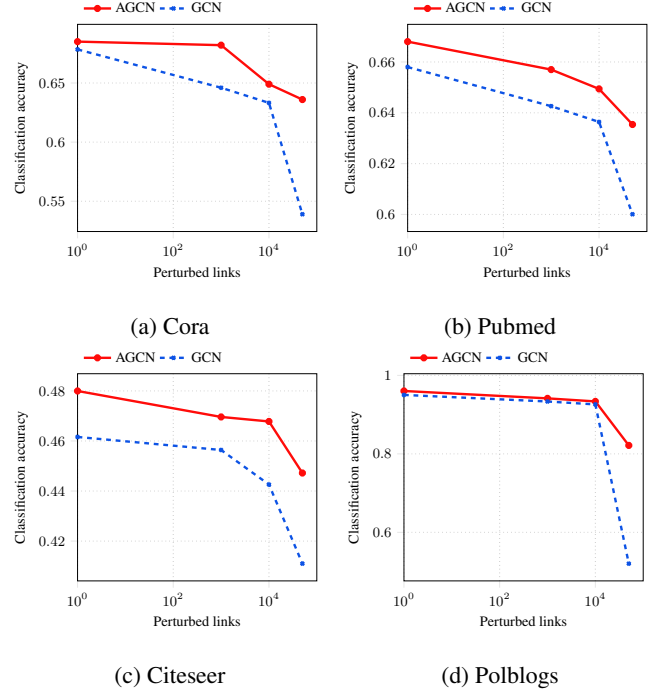 AGCN GCN
0.65
0.6
0.55
10^0 10^2 10^4
Classification accuracy
Perturbed links
(a) Cora
AGCN GCN
0.66
0.64
0.62
0.6
10^0 10^2 10^4
Classification accuracy
Perturbed links
(b) Pubmed
AGCN GCN
0.48
0.46
0.44
0.42
10^0 10^2 10^4
Classification accuracy
Perturbed links
(c) Citeseer
AGCN GCN
1
0.8
0.6
10^0 10^2 10^4
Classification accuracy
Perturbed links
(d) Polblogs